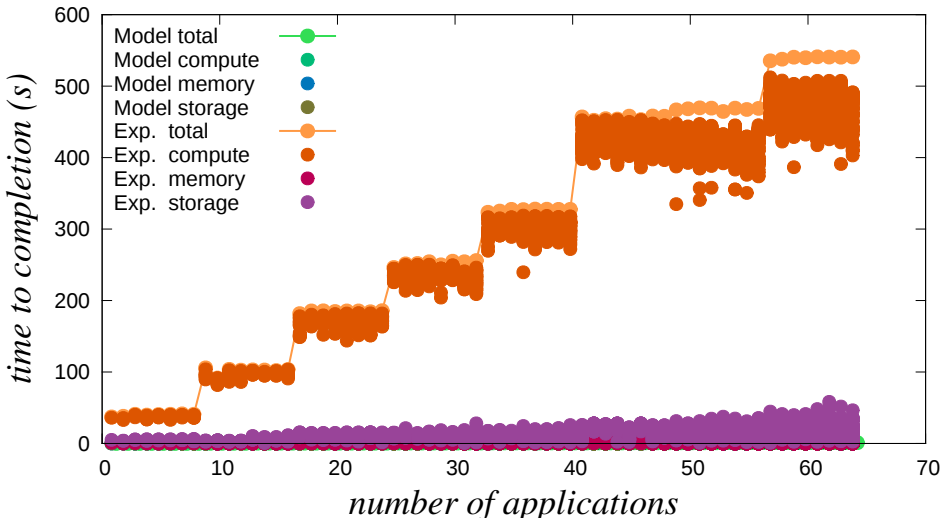 600
500
400
300
200
100
0
time to completion (s)
Model total
Model compute
Model memory
Model storage
Exp. total
Exp. compute
Exp. memory
Exp. storage
0 10 20 30 40 50 60 70
number of applications